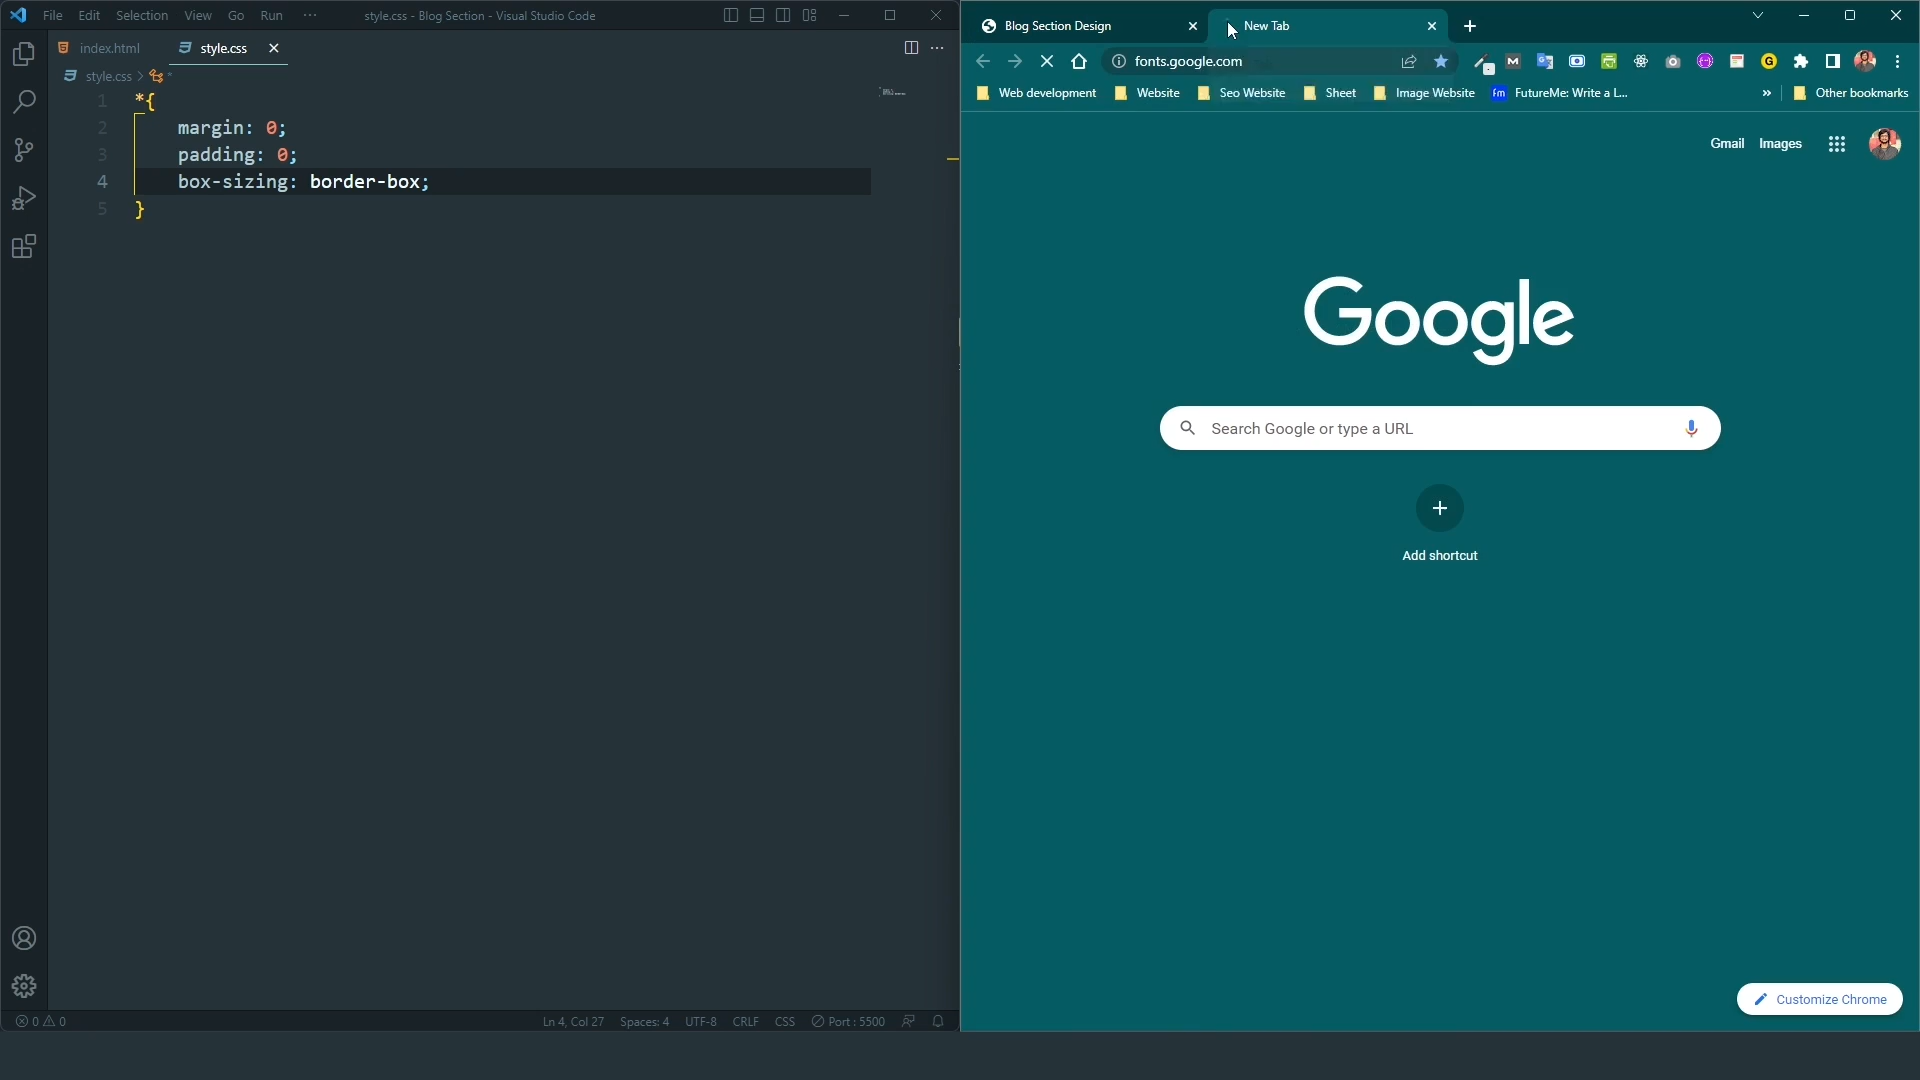 File Edit Selection View Go Run ··· style.css - Blog Section - Visual Studio Code
index.html style.css
style.css > *
1 *{
2 margin: 0;
3 padding: 0;
4 box-sizing: border-box;
5 }
0 0 Ln 4, Col 27 Spaces: 4 UTF-8 CRLF CSS Port : 5500
Blog Section Design New Tab
fonts.google.com
Web development Website Seo Website Sheet Image Website fm FutureMe: Write a L... » Other bookmarks
Gmail Images
Google
Search Google or type a URL
Add shortcut
Customize Chrome